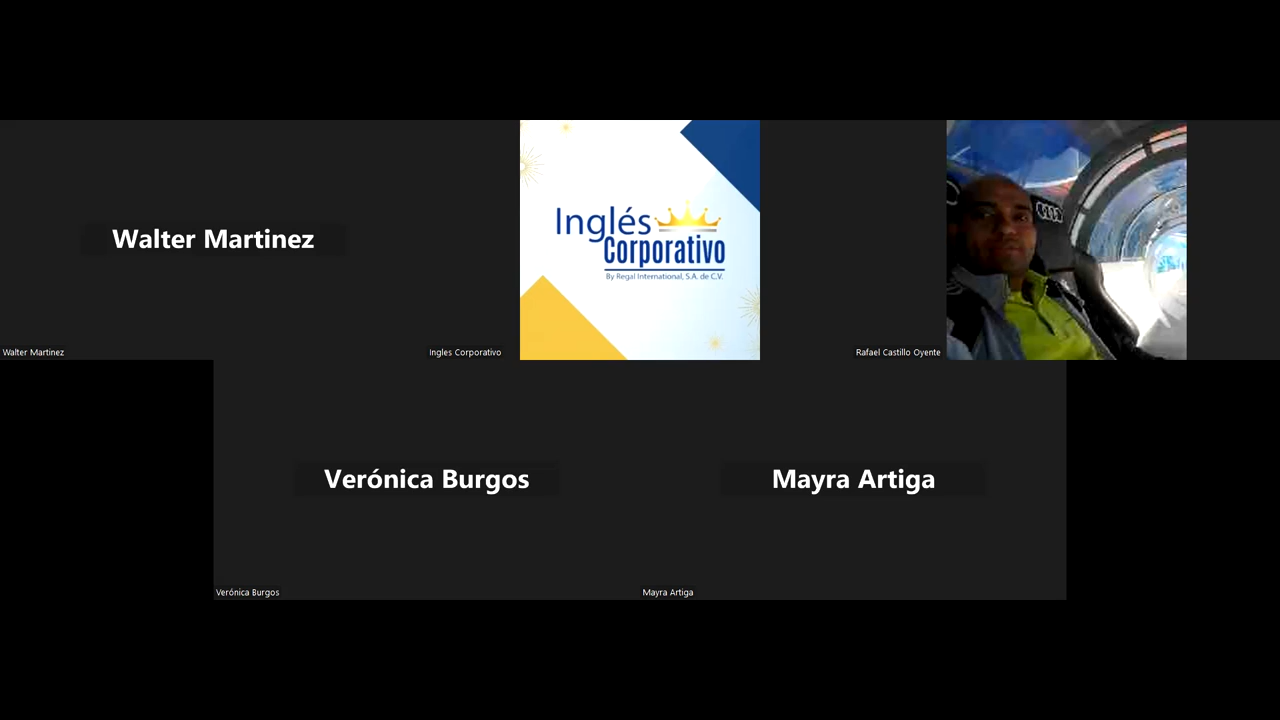 Walter Martinez
Walter Martinez
Inglés
Corporativo
By Regal International, S.A. de C.V.
Ingles Corporativo
Rafael Castillo Oyente
Verónica Burgos
Verónica Burgos
Mayra Artiga
Mayra Artiga